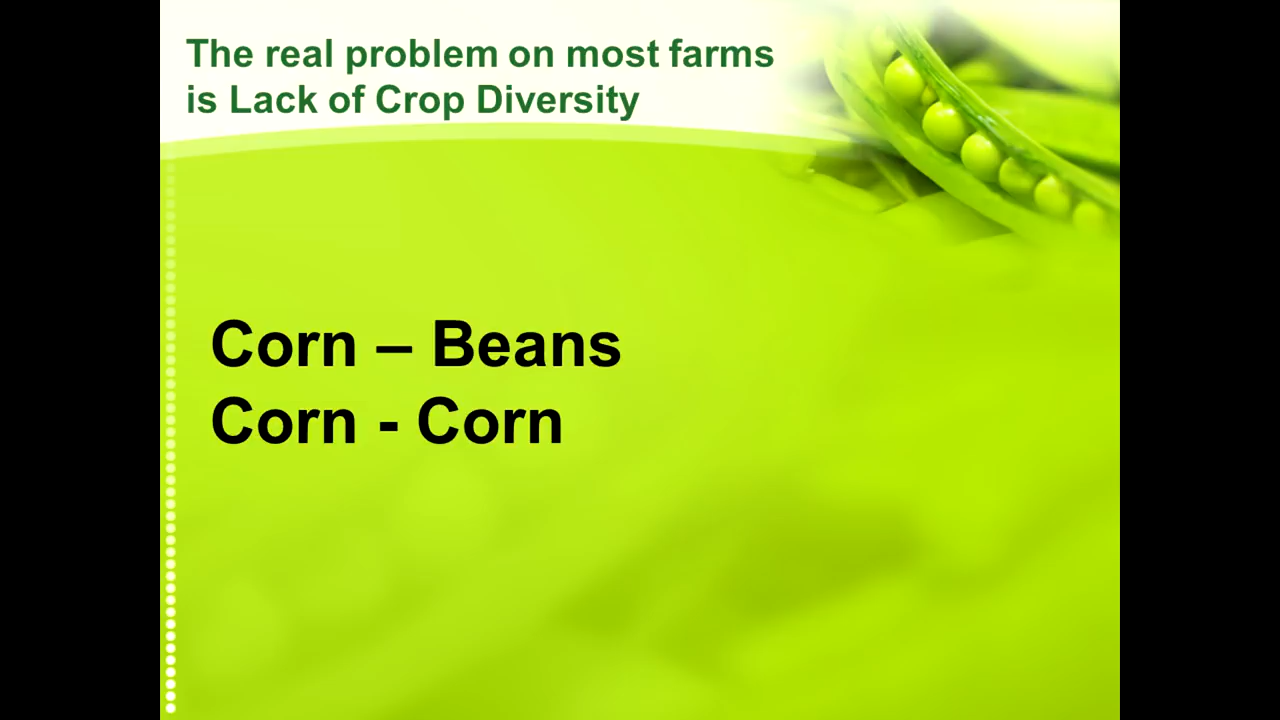 The real problem on most farms
is Lack of Crop Diversity
Corn – Beans
Corn - Corn